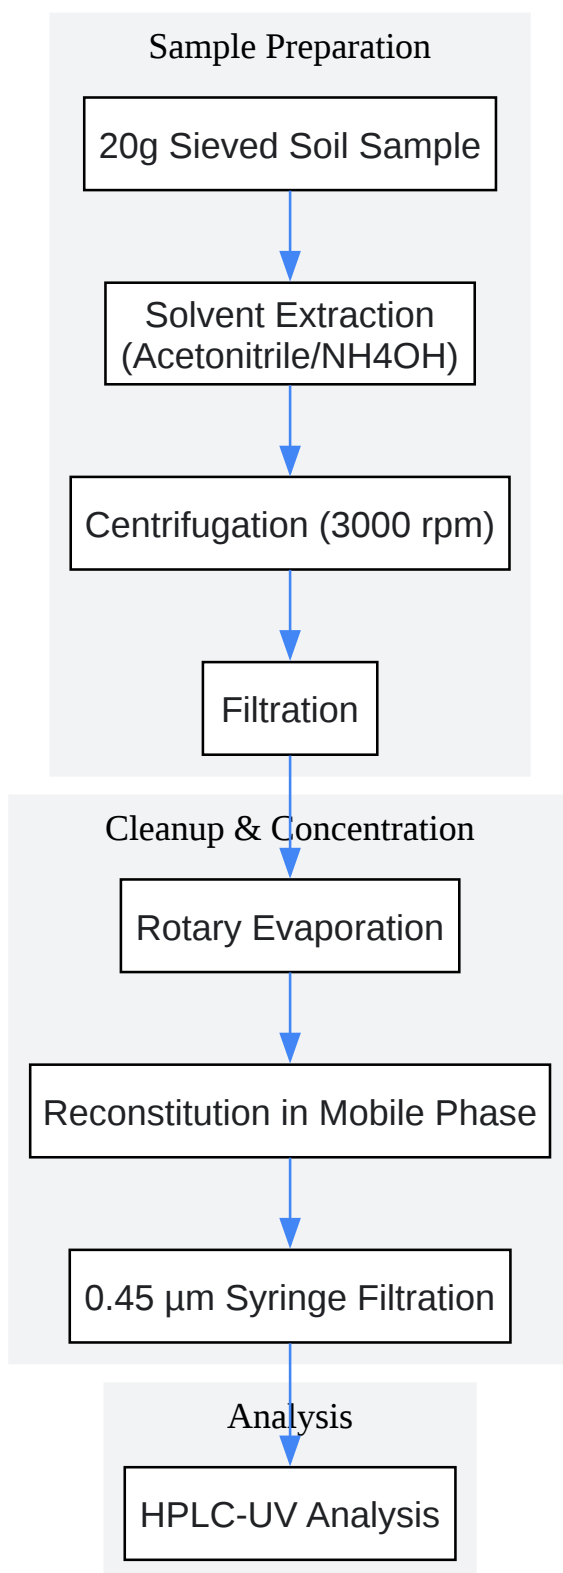 Sample Preparation
20g Sieved Soil Sample
Solvent Extraction
(Acetonitrile/NH4OH)
Centrifugation (3000 rpm)
Filtration
Cleanup & Concentration
Rotary Evaporation
Reconstitution in Mobile Phase
0.45 µm Syringe Filtration
Analysis
HPLC-UV Analysis